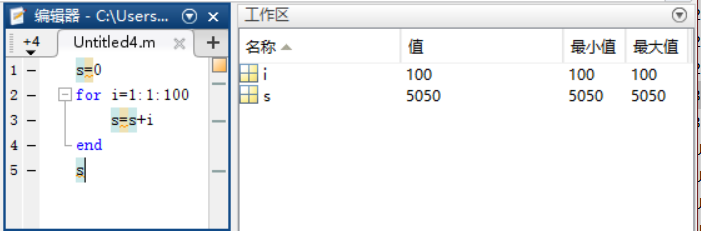 编辑器 - C:\Users...
+4 Untitled4.m
1 s=0
2 for i=1:1:100
3 s=s+i
4 end
5 s
工作区
名称 值 最小值 最大值
i 100 100 100
s 5050 5050 5050